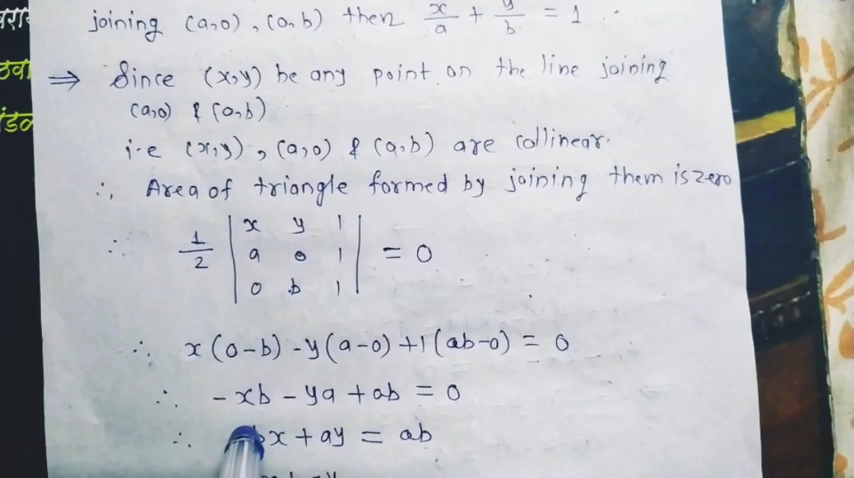 joining (a,0), (0,b) then x/a + y/b = 1
⇒ Since (x,y) be any point on the line joining
(a,0) & (0,b)
i.e (x,y), (a,0) & (a,b) are collinear.
∴ Area of triangle formed by joining them is zero
∴ 1/2 | x y 1
a 0 1
0 b 1 | = 0
∴ x(0-b) -y(a-0) +1(ab-0) = 0
∴ -xb - ya + ab = 0
∴ bx + ay = ab